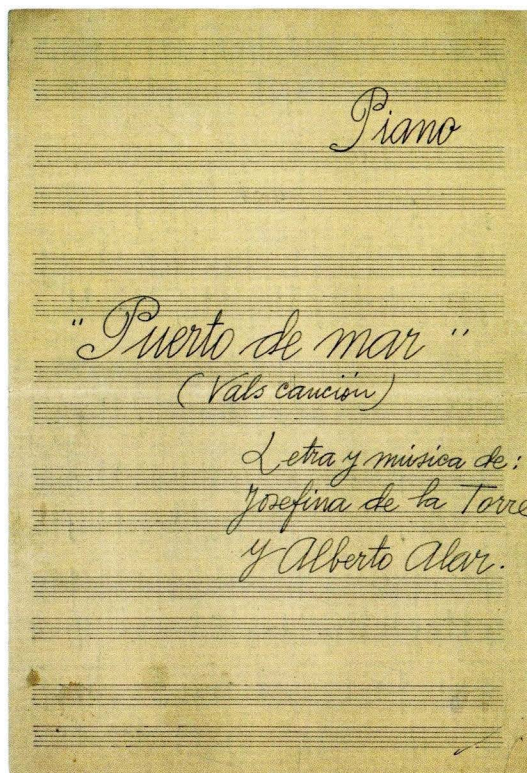 Piano
"Puerto de mar"
(Vals canción)
Letra y música de:
Josefina de la Torre
y Alberto Alar.